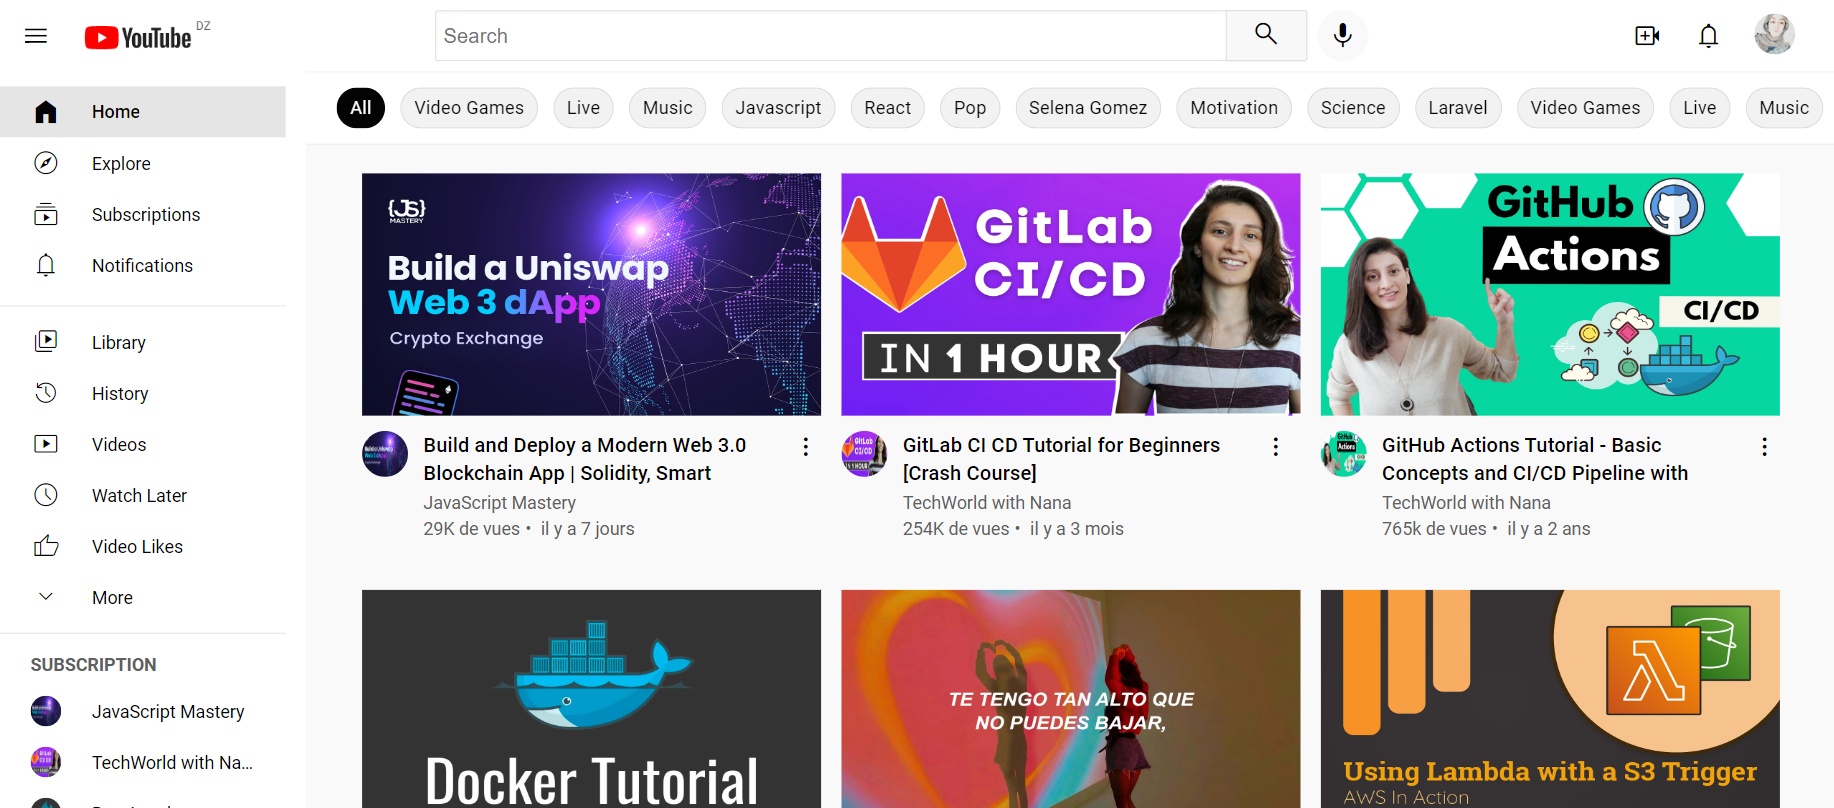 YouTube DZ
Search
Home
Explore
Subscriptions
Notifications
Library
History
Videos
Watch Later
Video Likes
More
SUBSCRIPTION
JavaScript Mastery
TechWorld with Na...
All
Video Games
Live
Music
Javascript
React
Pop
Selena Gomez
Motivation
Science
Laravel
Video Games
Live
Music
{JS}
MASTERY
Build a Uniswap
Web 3 dApp
Crypto Exchange
Build and Deploy a Modern Web 3.0
Blockchain App | Solidity, Smart
JavaScript Mastery
29K de vues • il y a 7 jours
GitLab
CI/CD
IN 1 HOUR
GitLab CI CD Tutorial for Beginners
[Crash Course]
TechWorld with Nana
254K de vues • il y a 3 mois
GitHub
Actions
CI/CD
GitHub Actions Tutorial - Basic
Concepts and CI/CD Pipeline with
TechWorld with Nana
765k de vues • il y a 2 ans
Docker Tutorial
TE TENGO TAN ALTO QUE
NO PUEDES BAJAR,
Using Lambda with a S3 Trigger
AWS In Action